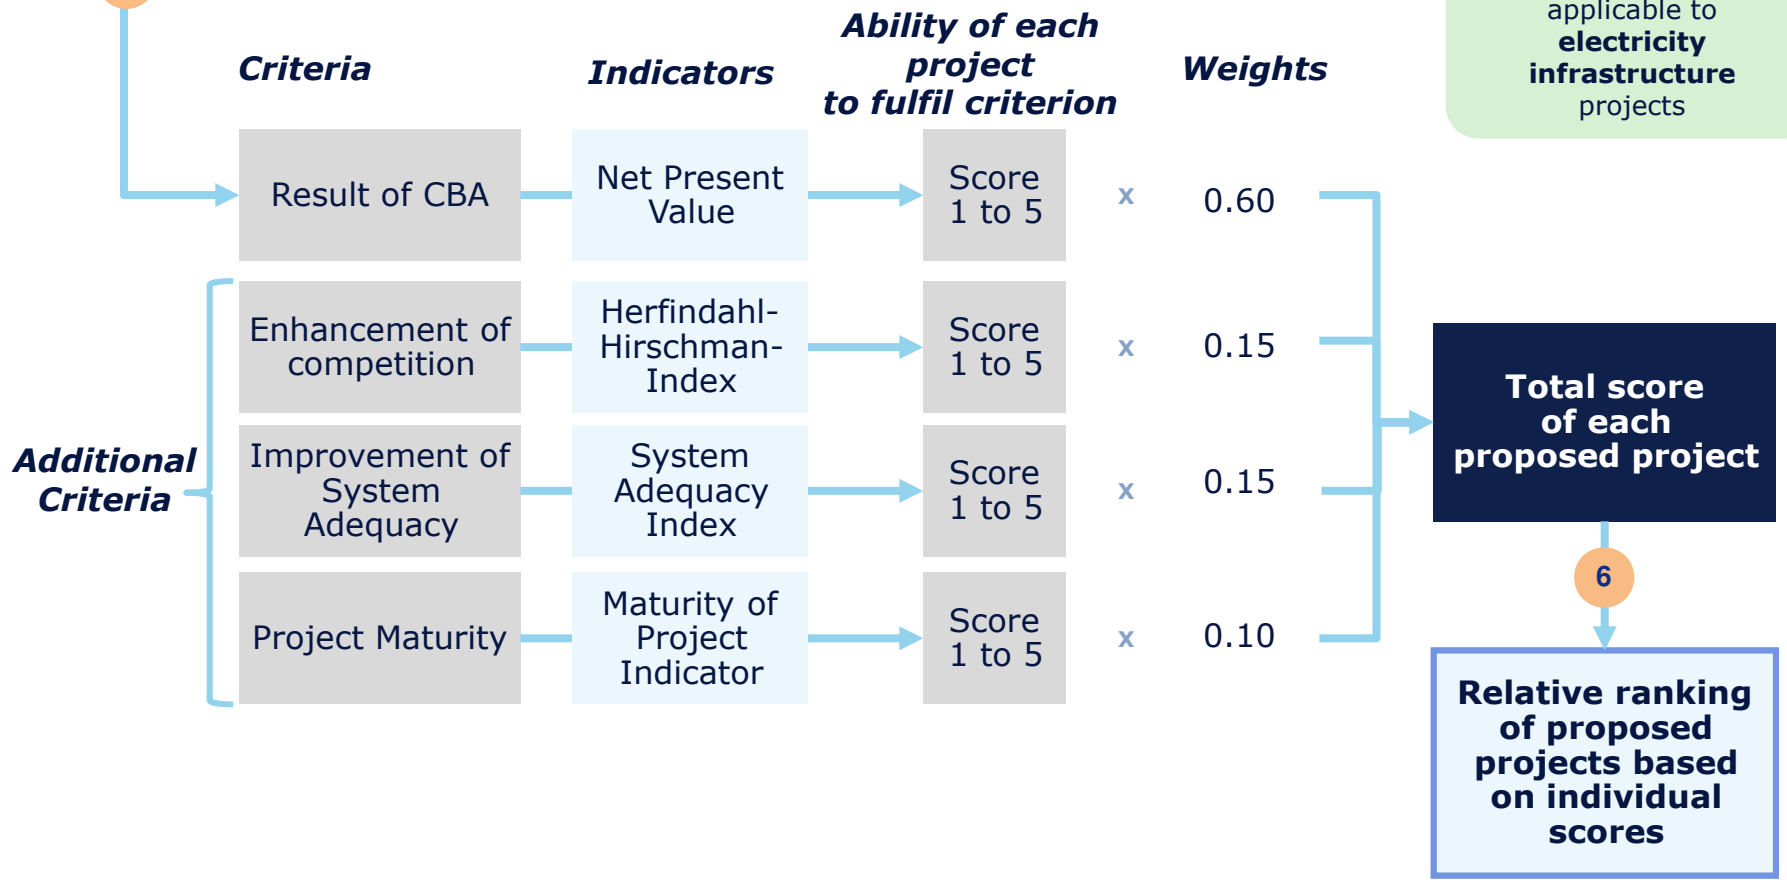 applicable to
electricity
infrastructure
projects
Criteria
Indicators
Ability of each
project
to fulfil criterion
Weights
Result of CBA
Net Present
Value
Score
1 to 5
x
0.60
Additional
Criteria
Enhancement of
competition
Herfindahl-
Hirschman-
Index
Score
1 to 5
x
0.15
Improvement of
System
Adequacy
System
Adequacy
Index
Score
1 to 5
x
0.15
Project Maturity
Maturity of
Project
Indicator
Score
1 to 5
x
0.10
Total score
of each
proposed project
6
Relative ranking
of proposed
projects based
on individual
scores